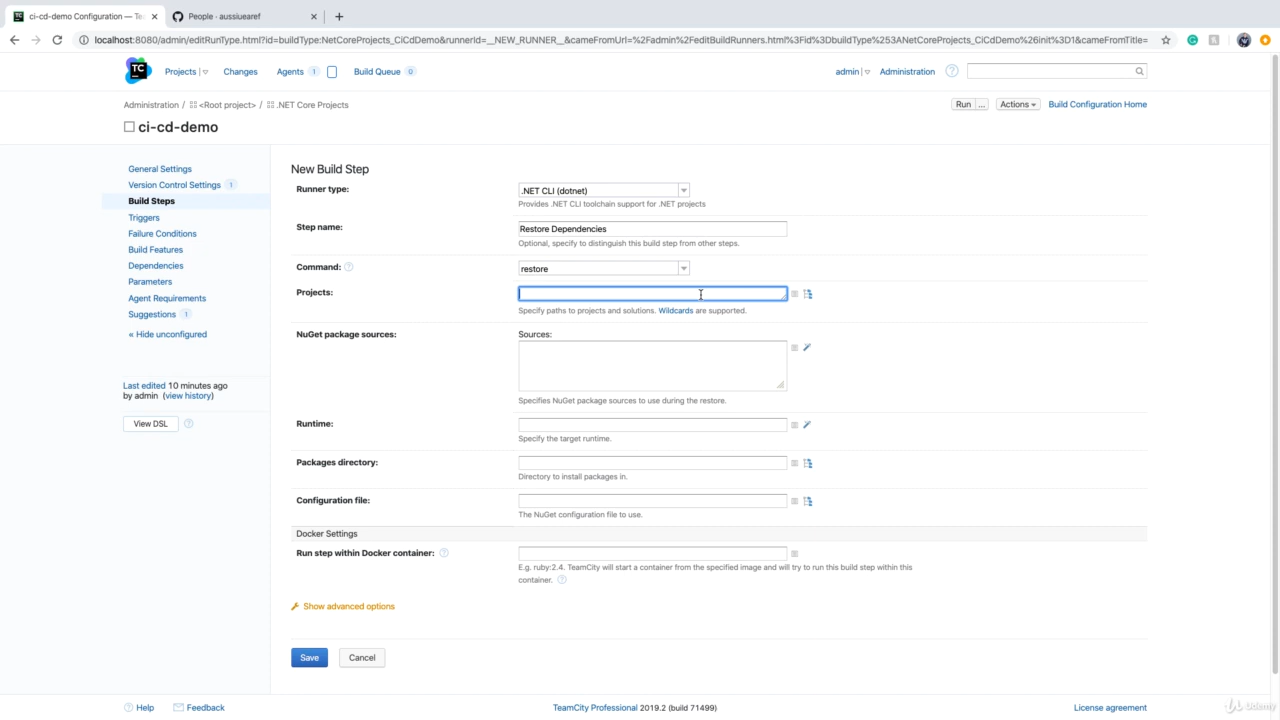 ci-cd-demo Configuration — Te
People · aussiuearef
localhost:8080/admin/editRunType.html?id=buildType:NetCoreProjects_CiCdDemo&runnerId=__NEW_RUNNER__&cameFromUrl=%2Fadmin%2FeditBuildRunners.html%3Fid%3DbuildType%253ANetCoreProjects_CiCdDemo%26init%3D1&cameFromTitle=
TC
Projects
Changes
Agents 1
Build Queue 0
admin
Administration
Administration / <Root project> / .NET Core Projects
Run ...
Actions
Build Configuration Home
ci-cd-demo
General Settings
Version Control Settings 1
Build Steps
Triggers
Failure Conditions
Build Features
Dependencies
Parameters
Agent Requirements
Suggestions 1
« Hide unconfigured
Last edited 10 minutes ago
by admin (view history)
View DSL
New Build Step
Runner type:
.NET CLI (dotnet)
Provides .NET CLI toolchain support for .NET projects
Step name:
Restore Dependencies
Optional, specify to distinguish this build step from other steps.
Command:
restore
Projects:
Specify paths to projects and solutions. Wildcards are supported.
NuGet package sources:
Sources:
Specifies NuGet package sources to use during the restore.
Runtime:
Specify the target runtime.
Packages directory:
Directory to install packages in.
Configuration file:
The NuGet configuration file to use.
Docker Settings
Run step within Docker container:
E.g. ruby:2.4. TeamCity will start a container from the specified image and will try to run this build step within this
container.
Show advanced options
Save
Cancel
Help
Feedback
TeamCity Professional 2019.2 (build 71499)
License agreement
Udemy